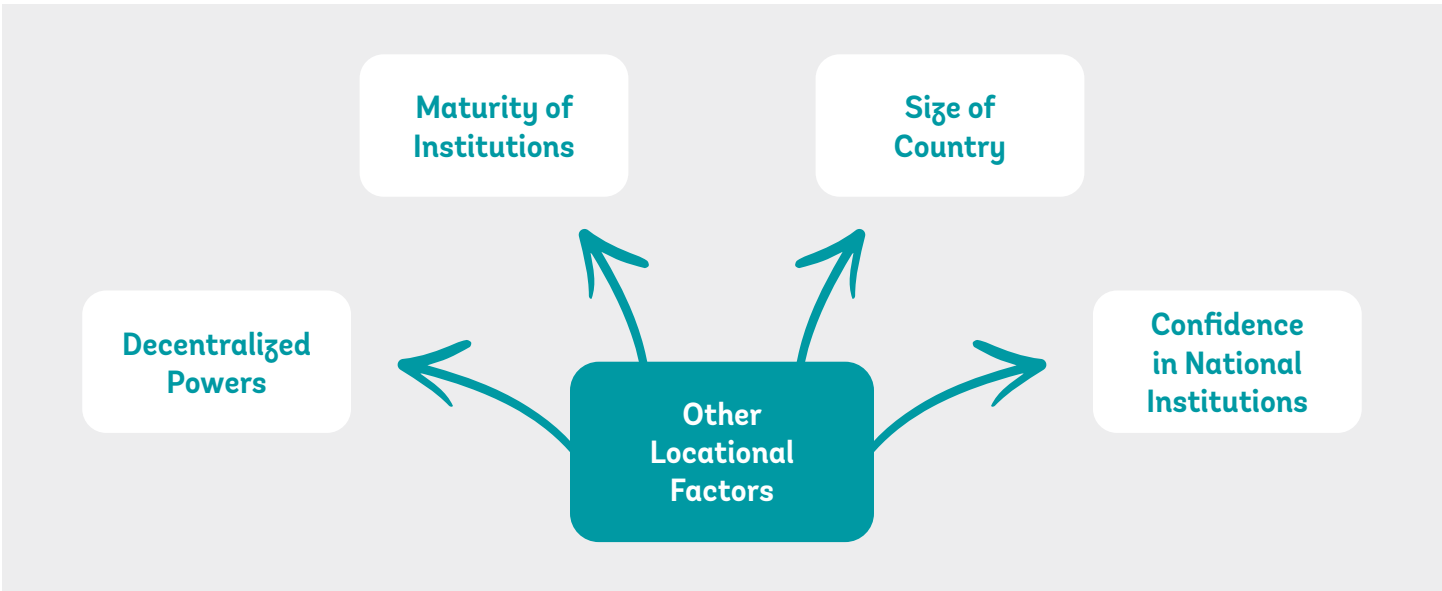 Maturity of
Institutions
Size of
Country
Decentralized
Powers
Confidence
in National
Institutions
Other
Locational
Factors